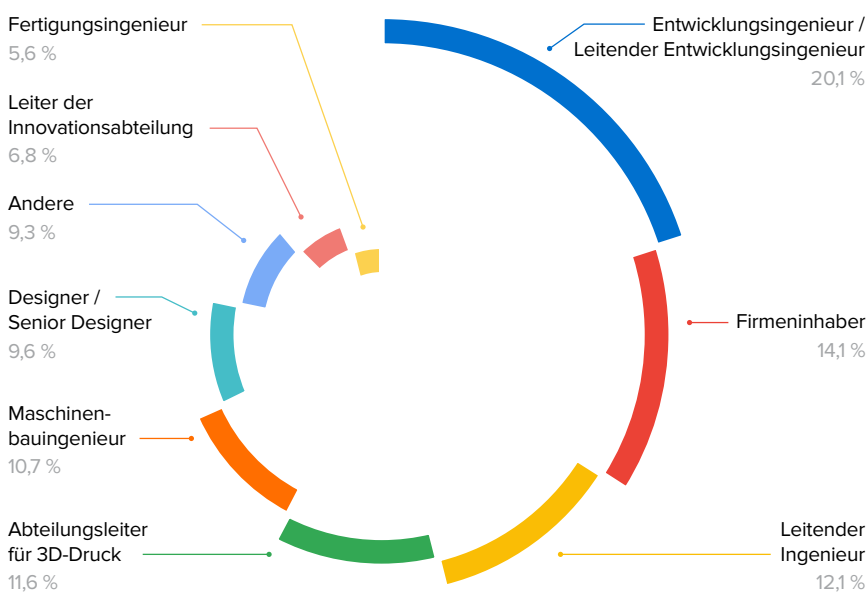 Fertigungsingenieur
5,6 %
Leiter der
Innovationsabteilung
6,8 %
Andere
9,3 %
Designer /
Senior Designer
9,6 %
Maschinen-
bauingenieur
10,7 %
Abteilungsleiter
für 3D-Druck
11,6 %
Entwicklungsingenieur /
Leitender Entwicklungsingenieur
20,1 %
Firmeninhaber
14,1 %
Leitender
Ingenieur
12,1 %